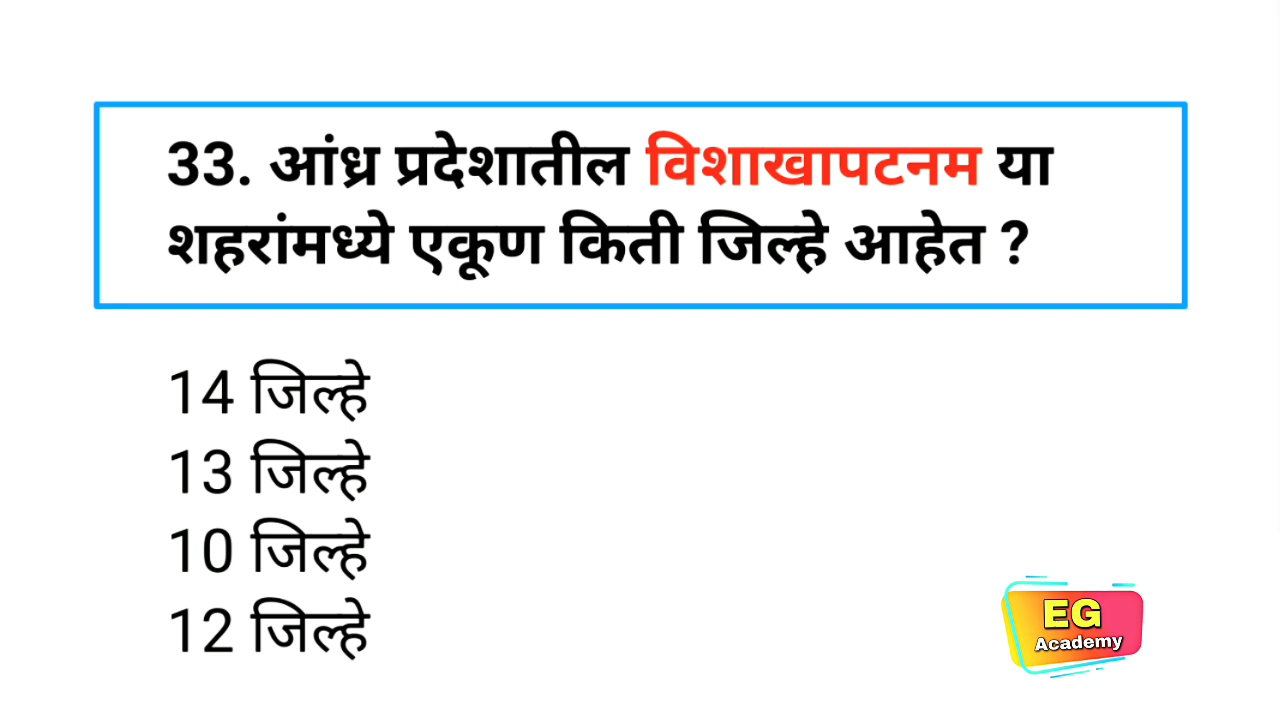 33. आंध्र प्रदेशातील विशाखापटनम या
शहरांमध्ये एकूण किती जिल्हे आहेत ?
14 जिल्हे
13 जिल्हे
10 जिल्हे
12 जिल्हे
EG
Academy